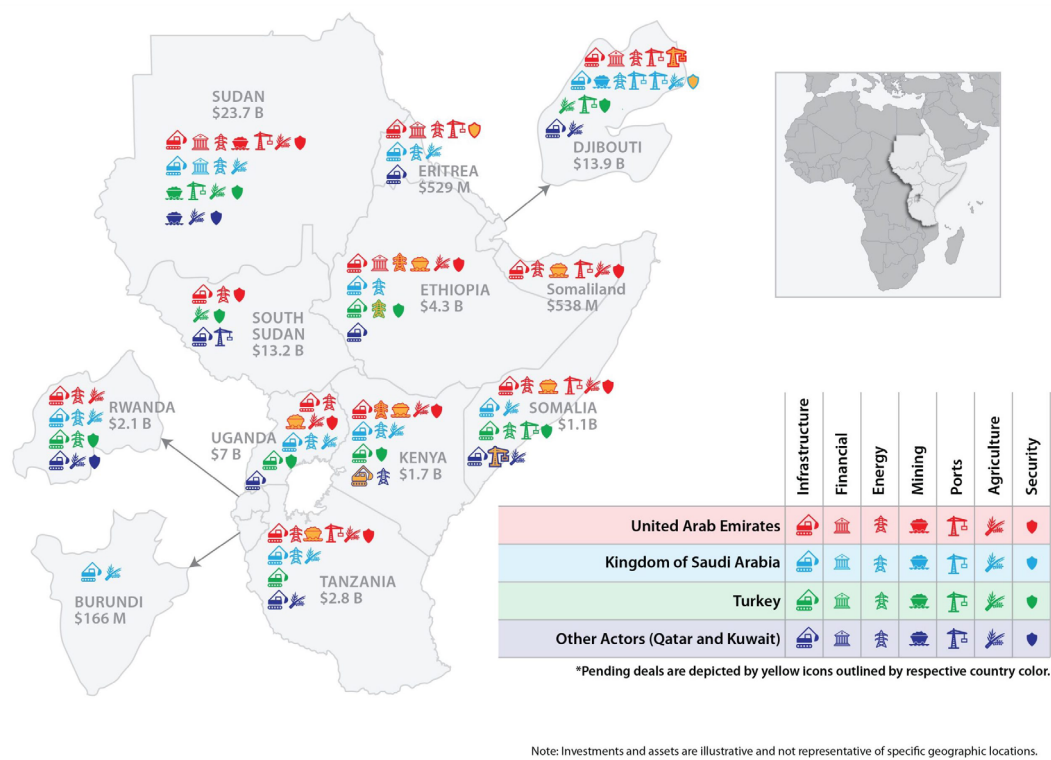 SUDAN
$23.7 B
ERITREA
$529 M
DJIBOUTI
$13.9 B
ETHIOPIA
$4.3 B
Somaliland
$538 M
SOUTH
SUDAN
$13.2 B
RWANDA
$2.1 B
UGANDA
$7 B
KENYA
$1.7 B
SOMALIA
$1.1B
BURUNDI
$166 M
TANZANIA
$2.8 B
Infrastructure
Financial
Energy
Mining
Ports
Agriculture
Security
United Arab Emirates
Kingdom of Saudi Arabia
Turkey
Other Actors (Qatar and Kuwait)
*Pending deals are depicted by yellow icons outlined by respective country color.
Note: Investments and assets are illustrative and not representative of specific geographic locations.